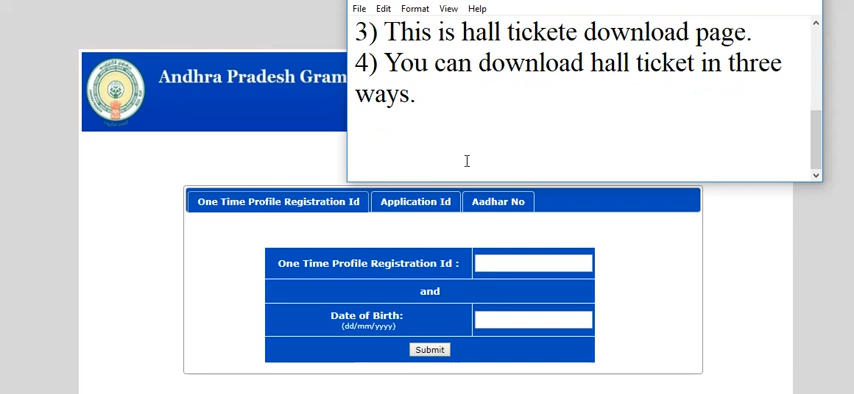 File Edit Format View Help
3) This is hall tickete download page.
4) You can download hall ticket in three
ways.
Andhra Pradesh Gram
One Time Profile Registration Id Application Id Aadhar No
One Time Profile Registration Id :
and
Date of Birth:
(dd/mm/yyyy)
Submit